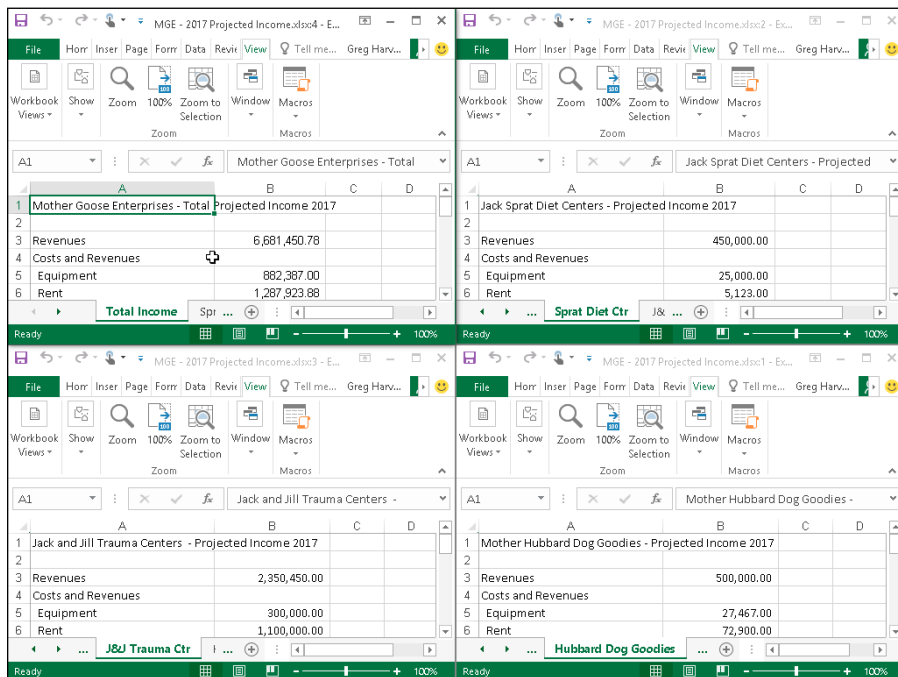 MGE - 2017 Projected Income.xlsx:4 - E...
File Horr Inser Page Forr Data Revie View Tell me... Greg Harv...
Workbook Views Show Zoom 100% Zoom to Selection Window Macros
Zoom Macros
A1 fx Mother Goose Enterprises - Total
A B C D
1 Mother Goose Enterprises - Total Projected Income 2017
2
3 Revenues 6,681,450.78
4 Costs and Revenues
5 Equipment 882,387.00
6 Rent 1,287,923.88
Total Income Spr ...
Ready 100%
MGE - 2017 Projected Income.xlsx:2 - Ex...
File Horr Inser Page Forr Data Revie View Tell me... Greg Harv...
Workbook Views Show Zoom 100% Zoom to Selection Window Macros
Zoom Macros
A1 fx Jack Sprat Diet Centers - Projected
A B C D
1 Jack Sprat Diet Centers - Projected Income 2017
2
3 Revenues 450,000.00
4 Costs and Revenues
5 Equipment 25,000.00
6 Rent 5,123.00
... Sprat Diet Ctr J& ...
Ready 100%
MGE - 2017 Projected Income.xlsx:3 - E...
File Horr Inser Page Forr Data Revie View Tell me... Greg Harv...
Workbook Views Show Zoom 100% Zoom to Selection Window Macros
Zoom Macros
A1 fx Jack and Jill Trauma Centers -
A B C D
1 Jack and Jill Trauma Centers - Projected Income 2017
2
3 Revenues 2,350,450.00
4 Costs and Revenues
5 Equipment 300,000.00
6 Rent 1,100,000.00
... J&J Trauma Ctr ...
Ready 100%
MGE - 2017 Projected Income.xlsx:1 - Ex...
File Horr Inser Page Forr Data Revie View Tell me... Greg Harv...
Workbook Views Show Zoom 100% Zoom to Selection Window Macros
Zoom Macros
A1 fx Mother Hubbard Dog Goodies -
A B C D
1 Mother Hubbard Dog Goodies - Projected Income 2017
2
3 Revenues 500,000.00
4 Costs and Revenues
5 Equipment 27,467.00
6 Rent 72,900.00
... Hubbard Dog Goodies ...
Ready 100%